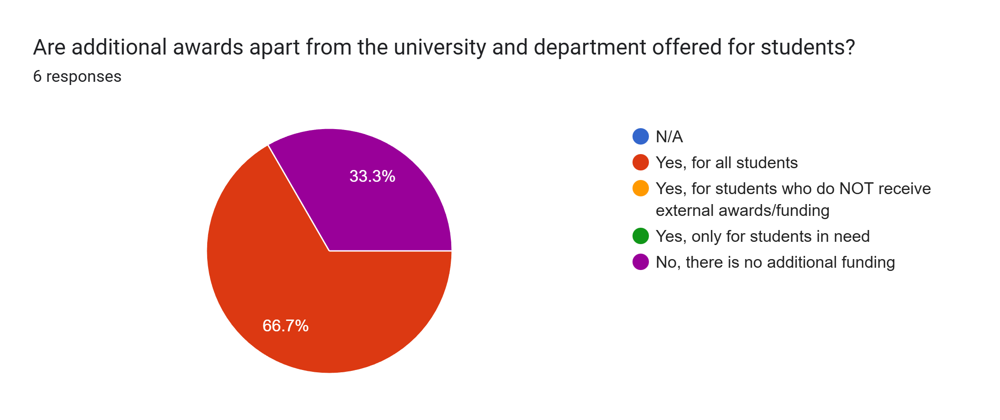 Are additional awards apart from the university and department offered for students?
6 responses
33.3%
66.7%
N/A
Yes, for all students
Yes, for students who do NOT receive
external awards/funding
Yes, only for students in need
No, there is no additional funding